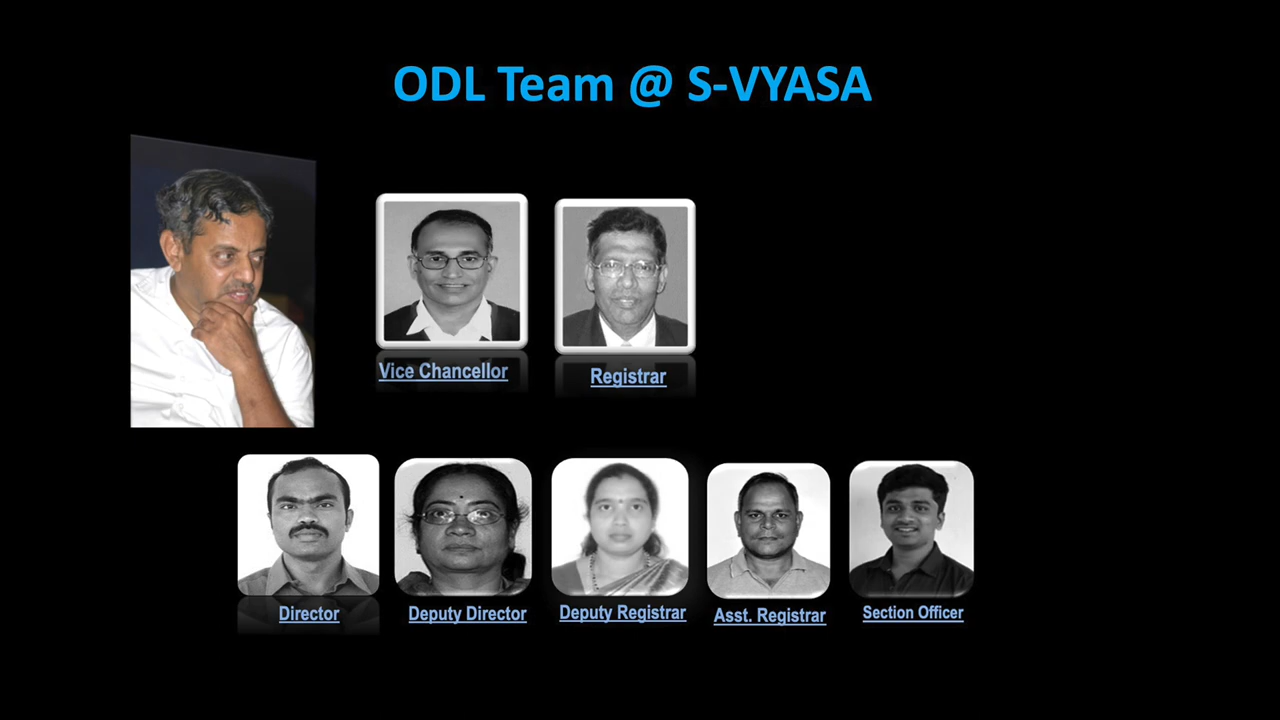 ODL Team @ S-VYASA
Vice Chancellor
Registrar
Director
Deputy Director
Deputy Registrar
Asst. Registrar
Section Officer